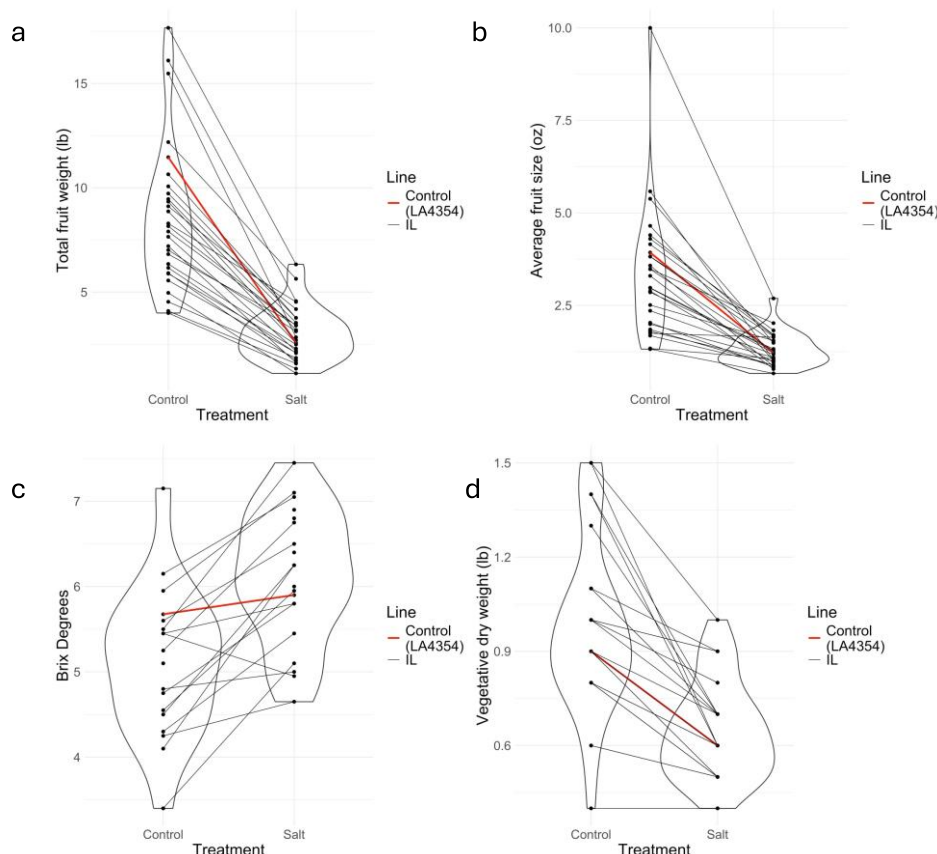 a
Total fruit weight (lb)
15
10
5
Control
Salt
Treatment
Line
Control
(LA4354)
IL
b
Average fruit size (oz)
10.0
7.5
5.0
2.5
Control
Salt
Treatment
Line
Control
(LA4354)
IL
c
Brix Degrees
7
6
5
4
Control
Salt
Treatment
Line
Control
(LA4354)
IL
d
Vegetative dry weight (lb)
1.5
1.2
0.9
0.6
Control
Salt
Treatment
Line
Control
(LA4354)
IL